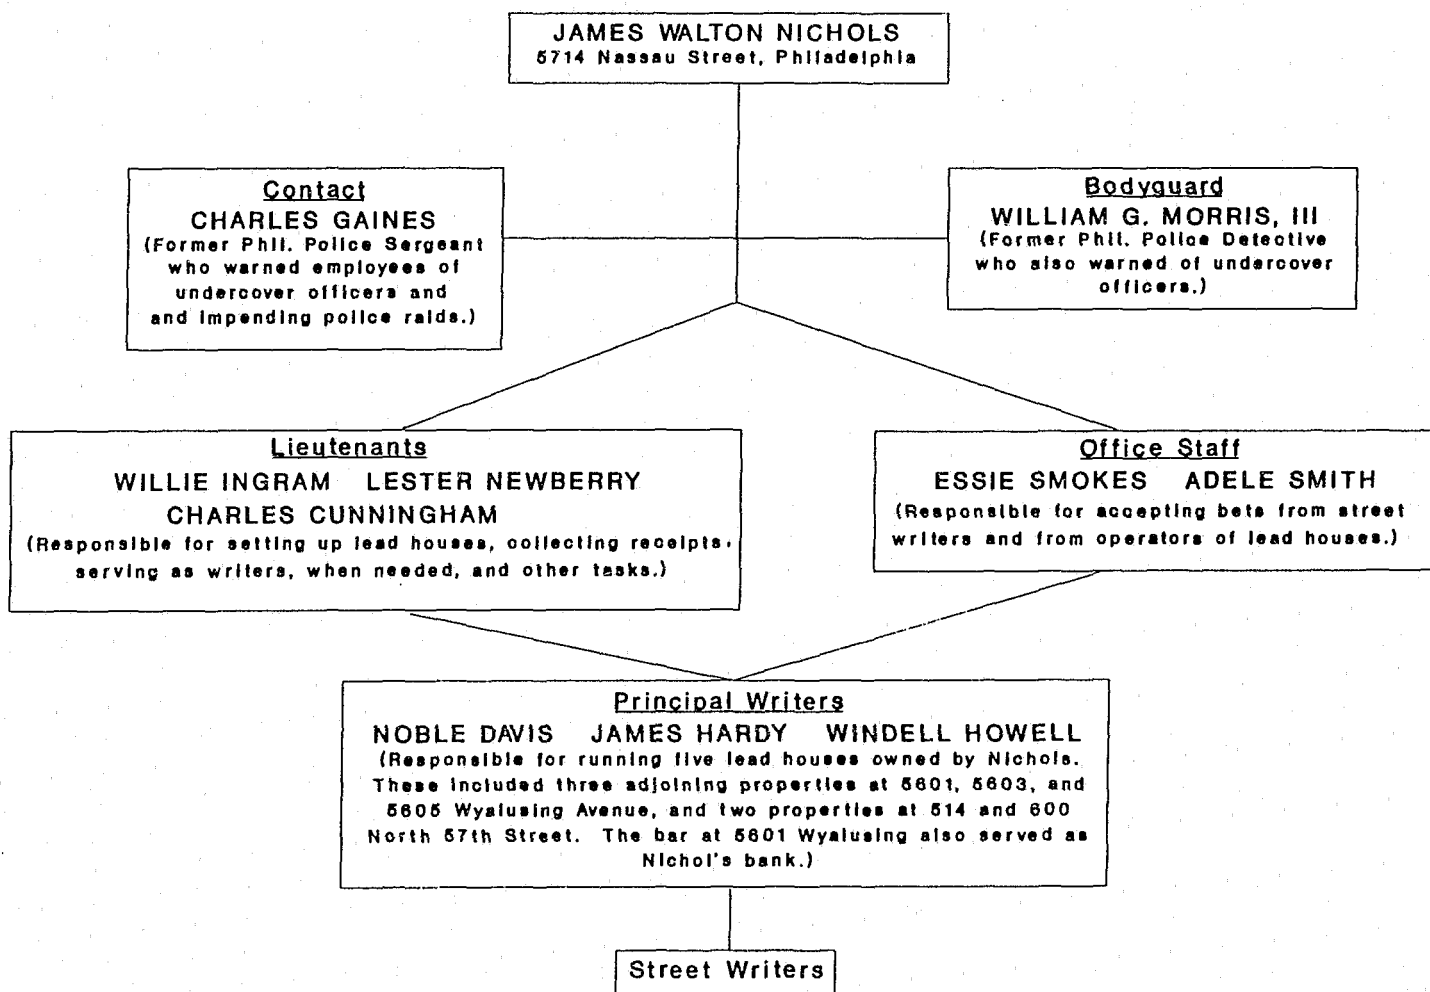 JAMES WALTON NICHOLS
5714 Nassau Street, Philadelphia
Contact
CHARLES GAINES
(Former Phil. Police Sergeant
who warned employees of
undercover officers and
and impending police raids.)
Bodyguard
WILLIAM G. MORRIS, III
(Former Phil. Police Detective
who also warned of undercover
officers.)
Lieutenants
WILLIE INGRAM LESTER NEWBERRY
CHARLES CUNNINGHAM
(Responsible for setting up lead houses, collecting receipts,
serving as writers, when needed, and other tasks.)
Office Staff
ESSIE SMOKES ADELE SMITH
(Responsible for accepting bets from street
writers and from operators of lead houses.)
Principal Writers
NOBLE DAVIS JAMES HARDY WINDELL HOWELL
(Responsible for running five lead houses owned by Nichols.
These included three adjoining properties at 5601, 5603, and
5605 Wyalusing Avenue, and two properties at 514 and 600
North 57th Street. The bar at 5601 Wyalusing also served as
Nichol's bank.)
Street Writers